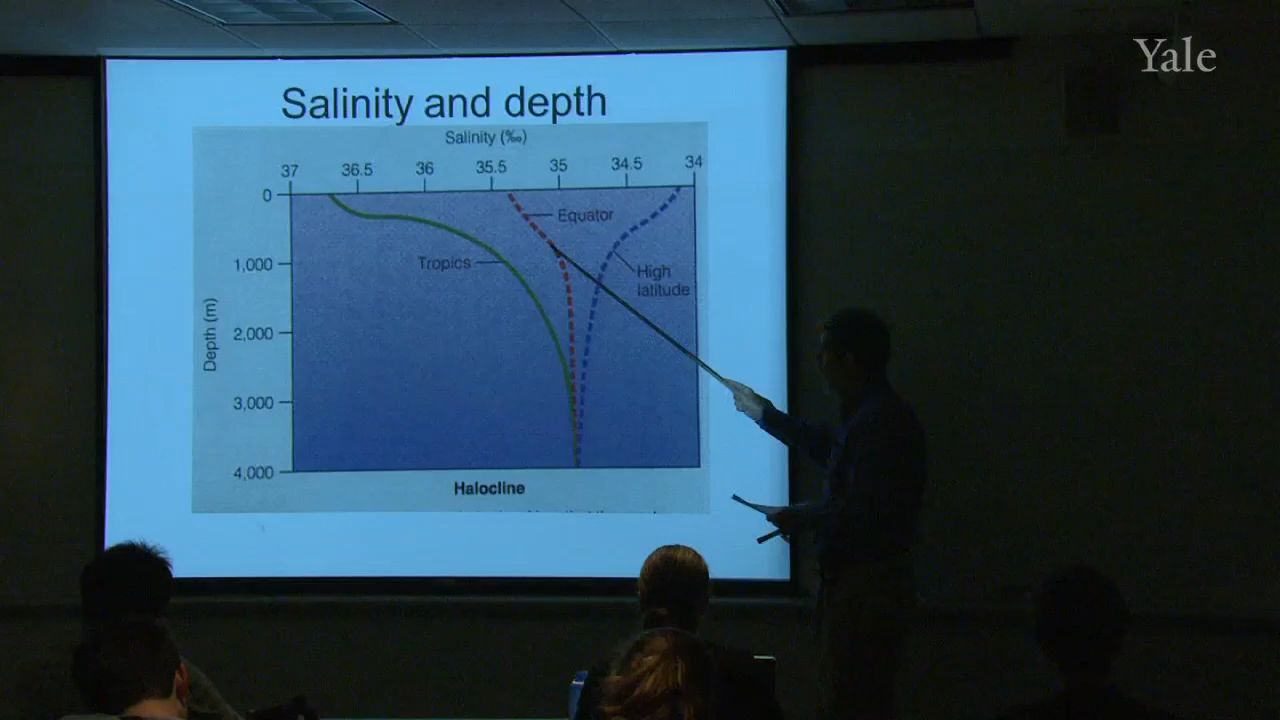 Yale
Salinity and depth
Salinity (‰)
37 36.5 36 35.5 35 34.5 34
0
Equator
1,000
Tropics
High
latitude
Depth (m)
2,000
3,000
4,000
Halocline